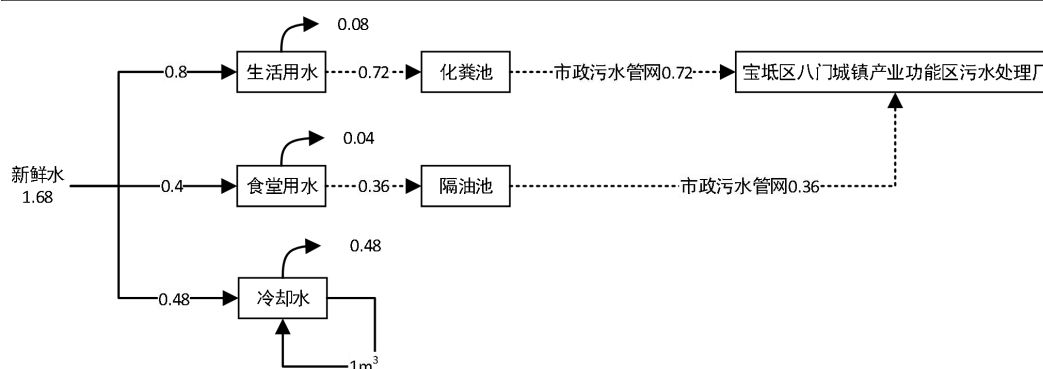 0.08
0.8
生活用水
0.72
化粪池
市政污水管网0.72
宝坻区八门城镇产业功能区污水处理厂
0.04
新鲜水
1.68
0.4
食堂用水
0.36
隔油池
市政污水管网0.36
0.48
0.48
冷却水
1m³